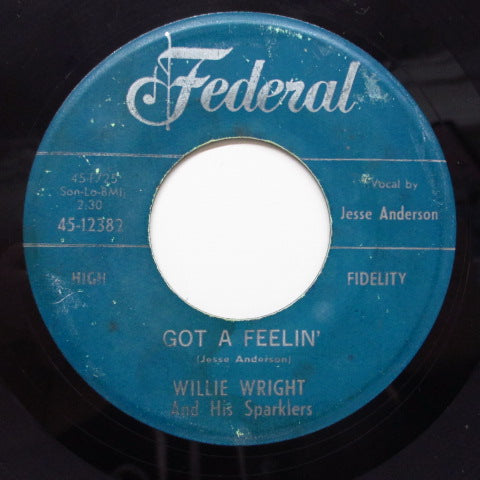 Federal
45-1725
Son-Lo-BMI
2:30
45-12382
Vocal by
Jesse Anderson
HIGH
FIDELITY
GOT A FEELIN'
(Jesse Anderson)
WILLIE WRIGHT
And His Sparklers